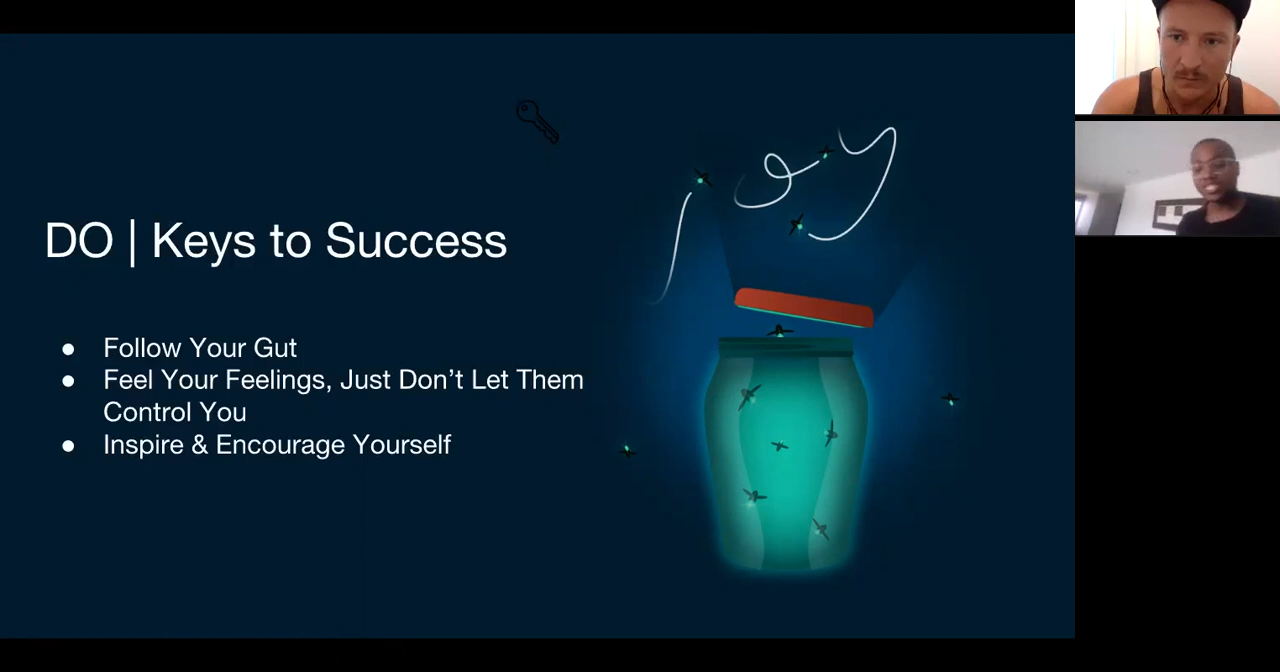 joy
DO | Keys to Success
● Follow Your Gut
● Feel Your Feelings, Just Don’t Let Them
Control You
● Inspire & Encourage Yourself